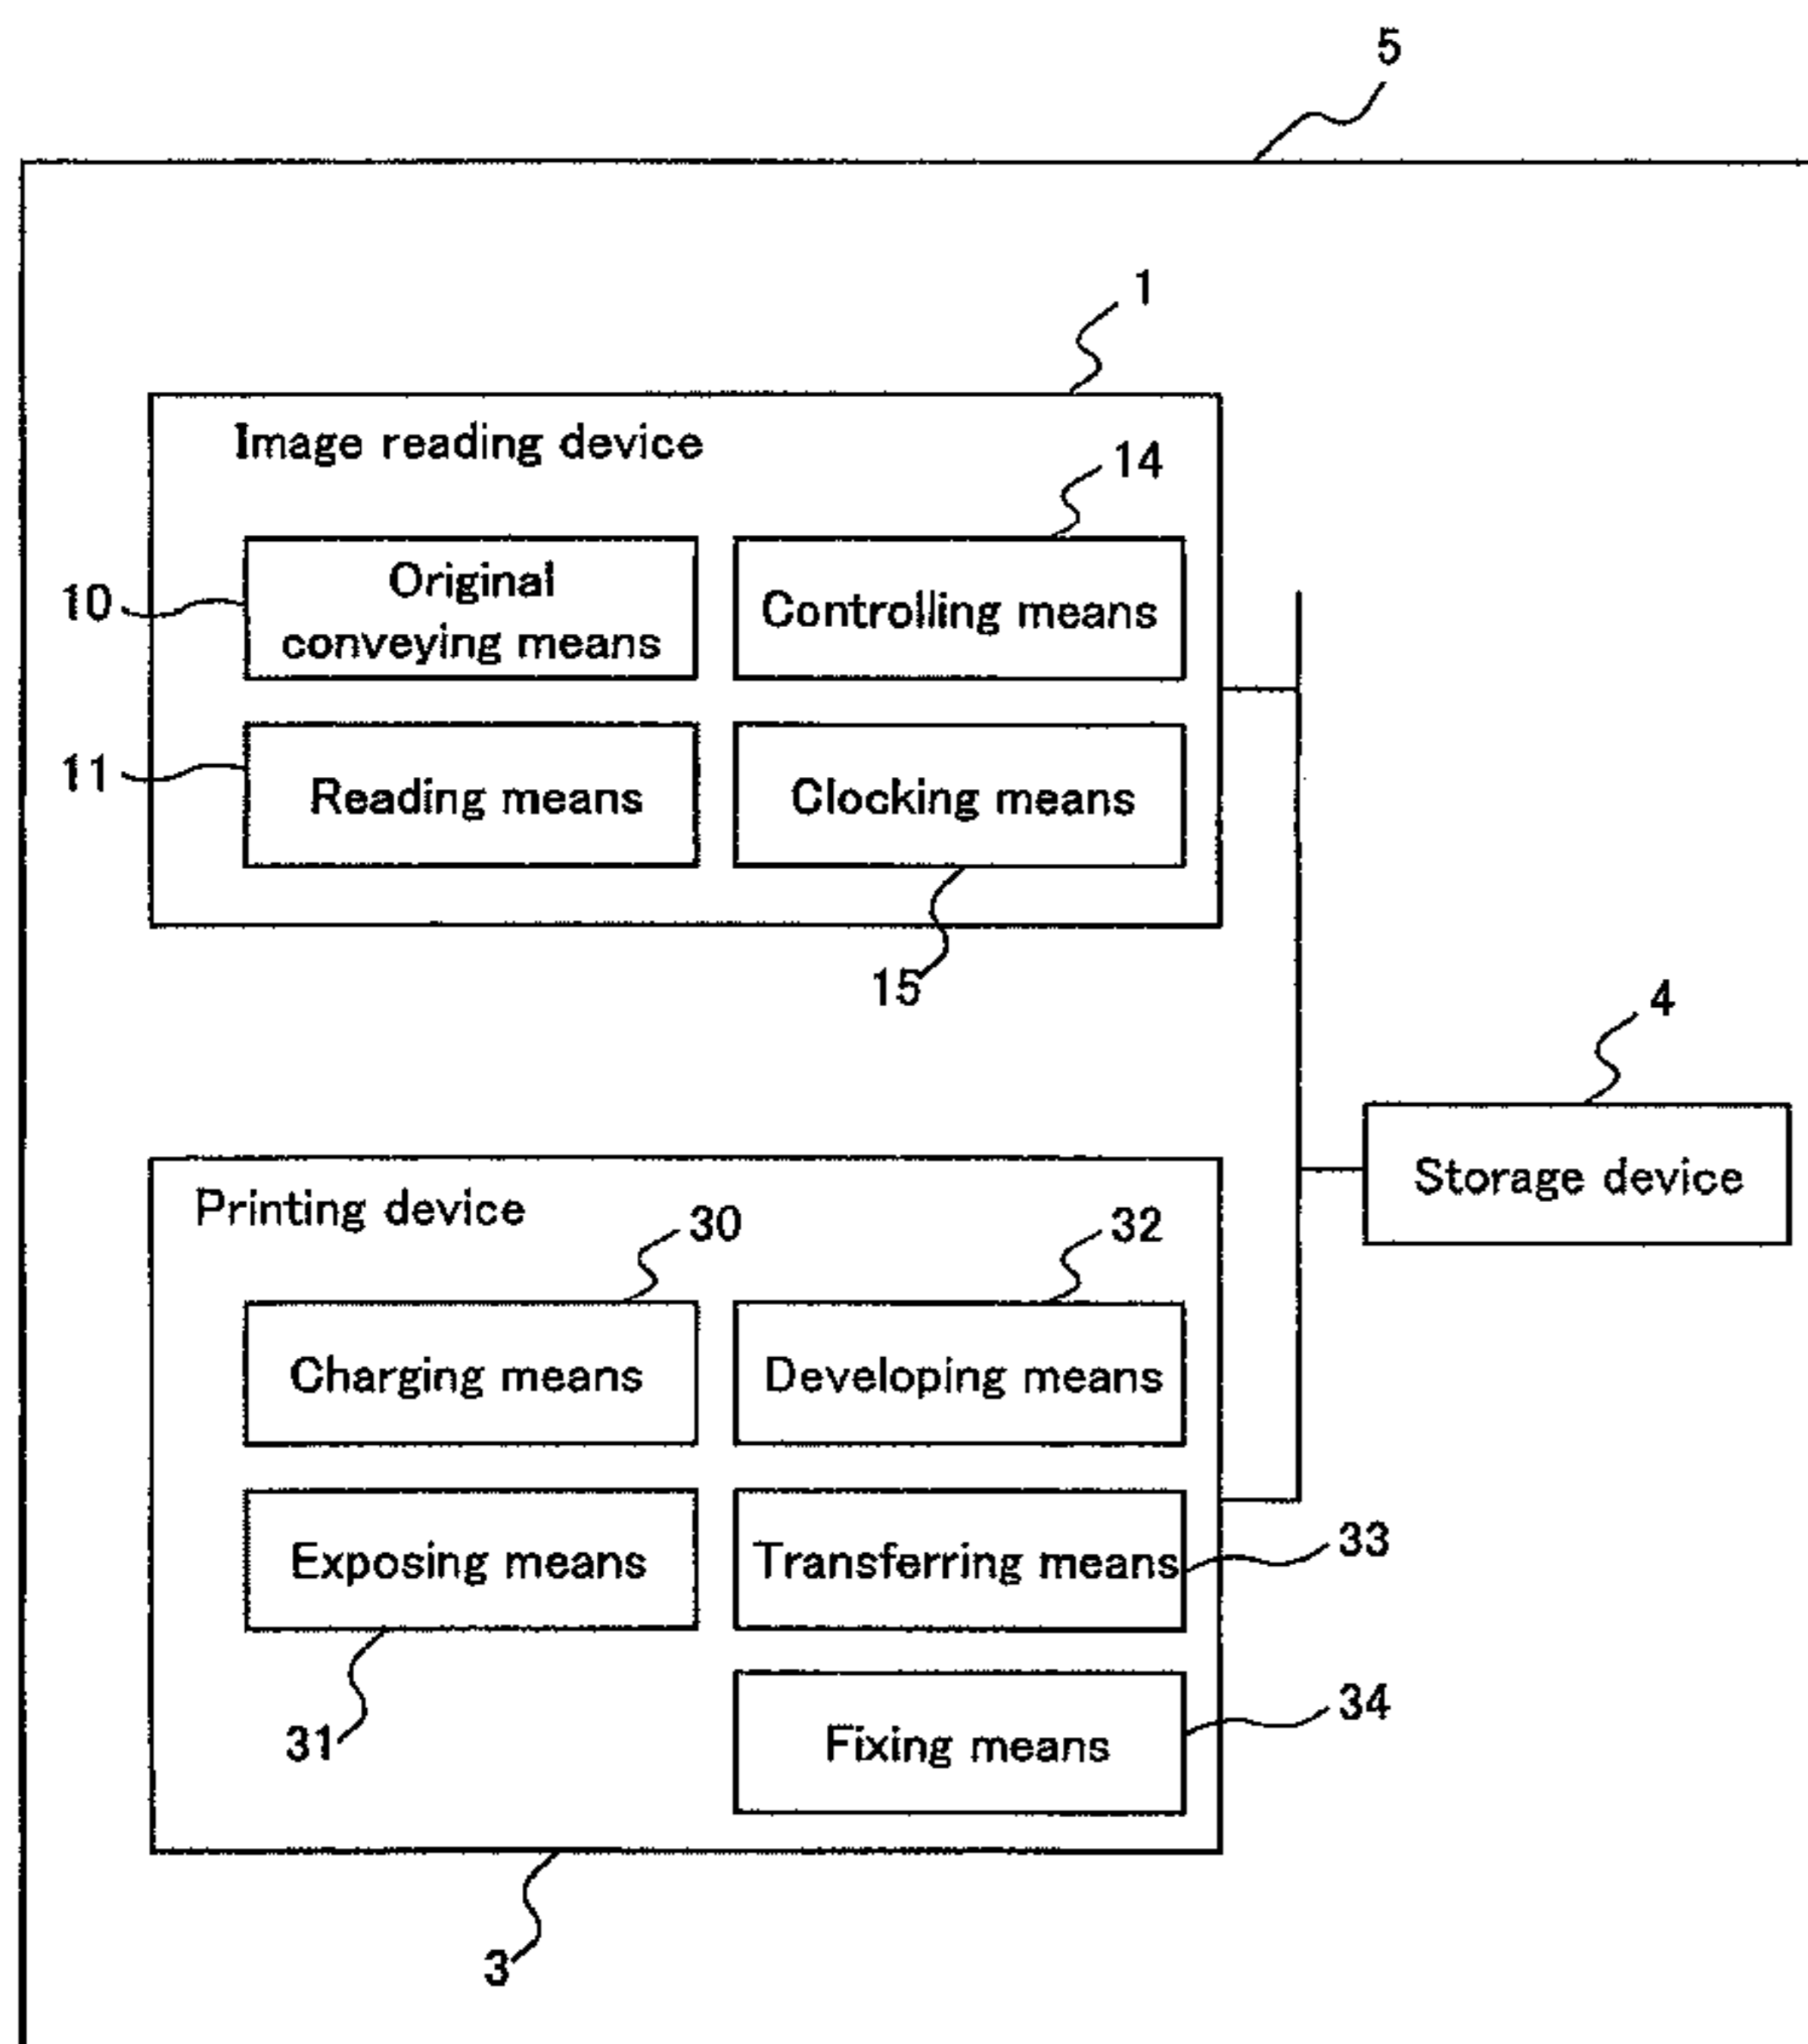 5
1
Image reading device
14
10
Original
conveying means
Controlling means
11
Reading means
Clocking means
15
4
Storage device
Printing device
30
32
Charging means
Developing means
Exposing means
Transferring means
33
31
Fixing means
34
3